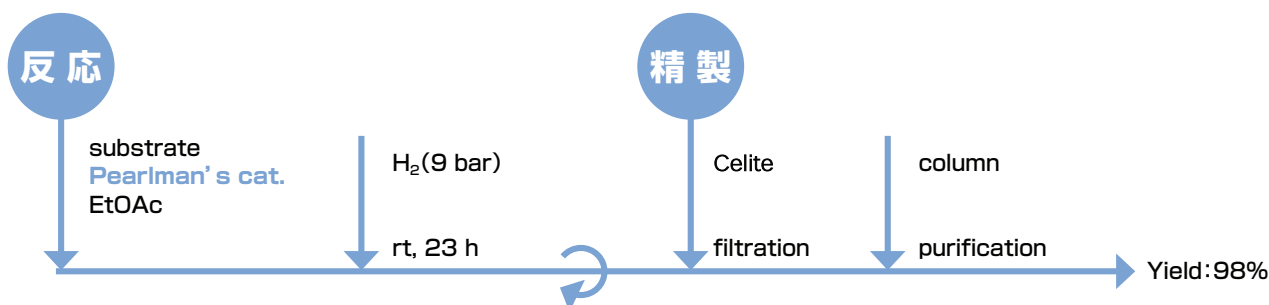 反応
substrate
Pearlman’s cat.
EtOAc
H₂(9 bar)
rt, 23 h
精製
Celite
filtration
column
purification
Yield:98%